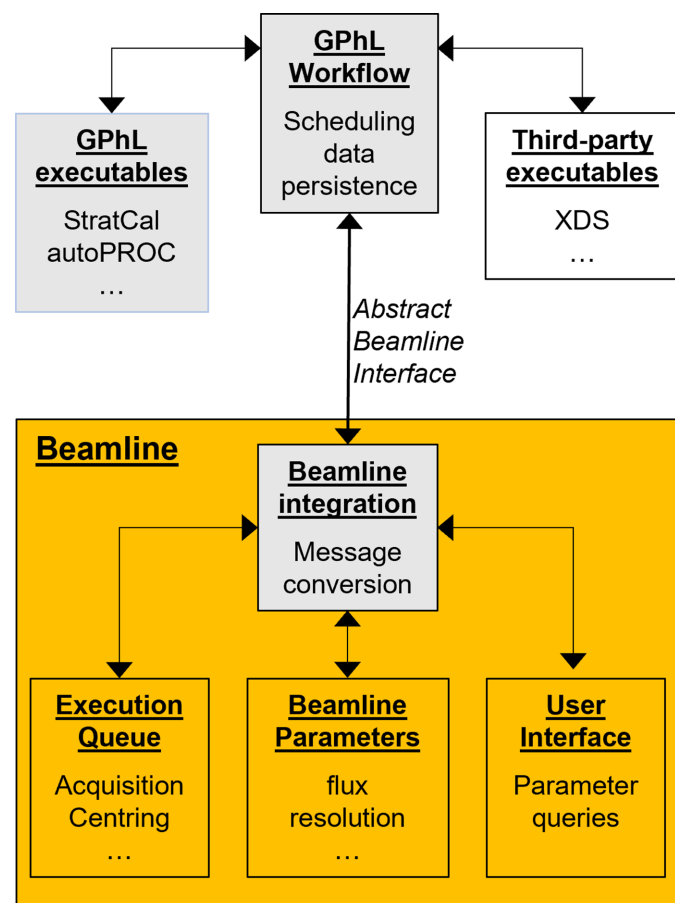 GPhL
Workflow
Scheduling
data
persistence
GPhL
executables
StratCal
autoPROC
…
Third-party
executables
XDS
…
Abstract
Beamline
Interface
Beamline
Beamline
integration
Message
conversion
Execution
Queue
Acquisition
Centring
…
Beamline
Parameters
flux
resolution
…
User
Interface
Parameter
queries